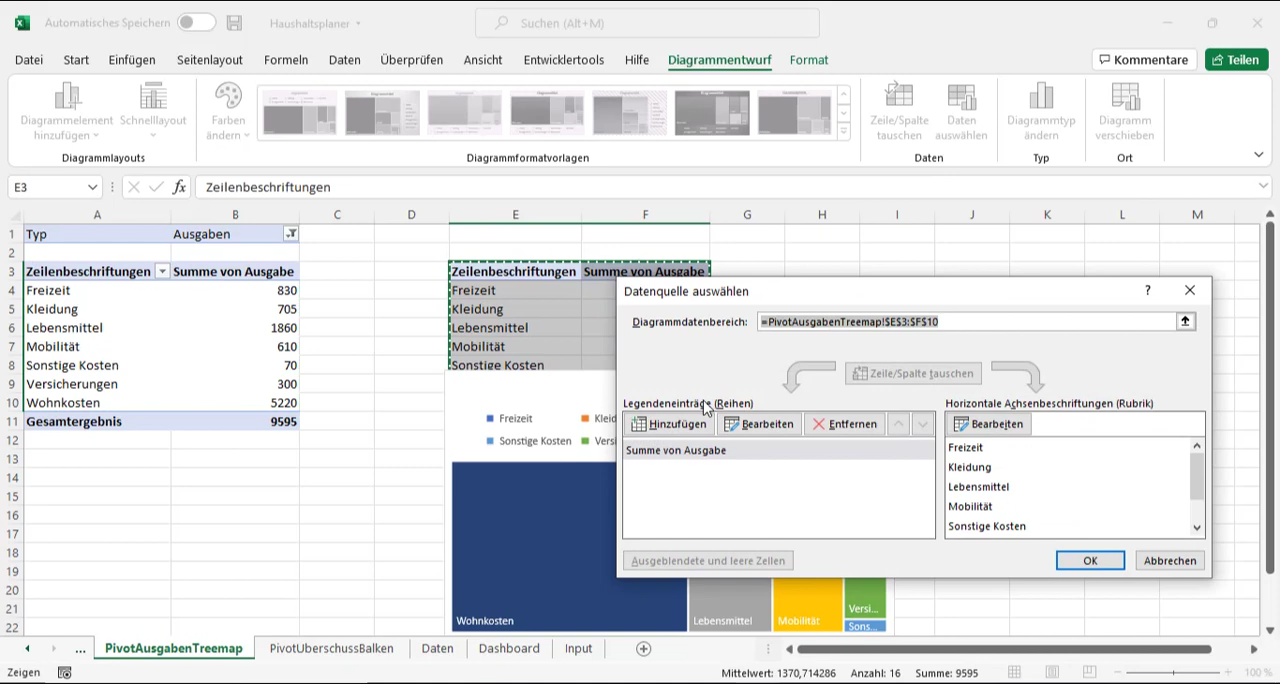 Automatisches Speichern
Haushaltsplaner
Suchen (Alt+M)
Datei Start Einfügen Seitenlayout Formeln Daten Überprüfen Ansicht Entwicklertools Hilfe Diagrammentwurf Format Kommentare Teilen
Diagrammelement hinzufügen
Schnelllayout
Farben ändern
Zeile/Spalte tauschen
Daten auswählen
Diagrammtyp ändern
Diagramm verschieben
Diagrammlayouts Diagrammformatvorlagen Daten Typ Ort
E3 fx Zeilenbeschriftungen
A B C D E F G H I J K L M
1 Typ Ausgaben
2
3 Zeilenbeschriftungen Summe von Ausgabe Zeilenbeschriftungen Summe von Ausgabe
4 Freizeit 830 Freizeit
5 Kleidung 705 Kleidung
6 Lebensmittel 1860 Lebensmittel
7 Mobilität 610 Mobilität
8 Sonstige Kosten 70 Sonstige Kosten
9 Versicherungen 300
10 Wohnkosten 5220
11 Gesamtergebnis 9595
12
13
14
15
16
17
18
19
20
21
22
Freizeit Kleid
Sonstige Kosten Vers
Wohnkosten Lebensmittel Mobilität Versi... Sons...
Datenquelle auswählen ?
Diagrammdatenbereich: =PivotAusgabenTreemap!$E$3:$F$10
Zeile/Spalte tauschen
Legendeneinträge (Reihen)
Hinzufügen Bearbeiten Entfernen
Summe von Ausgabe
Horizontale Achsenbeschriftungen (Rubrik)
Bearbeiten
Freizeit
Kleidung
Lebensmittel
Mobilität
Sonstige Kosten
Ausgeblendete und leere Zellen OK Abbrechen
... PivotAusgabenTreemap PivotUberschussBalken Daten Dashboard Input
Zeigen Mittelwert: 1370,714286 Anzahl: 16 Summe: 9595 100 %